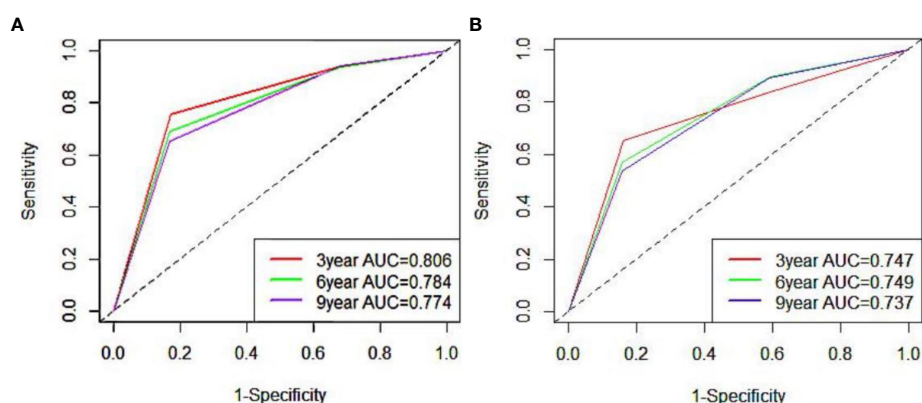 A
Sensitivity
1.0
0.8
0.6
0.4
0.2
0.0
3year AUC=0.806
6year AUC=0.784
9year AUC=0.774
0.0 0.2 0.4 0.6 0.8 1.0
1-Specificity
B
Sensitivity
1.0
0.8
0.6
0.4
0.2
0.0
3year AUC=0.747
6year AUC=0.749
9year AUC=0.737
0.0 0.2 0.4 0.6 0.8 1.0
1-Specificity